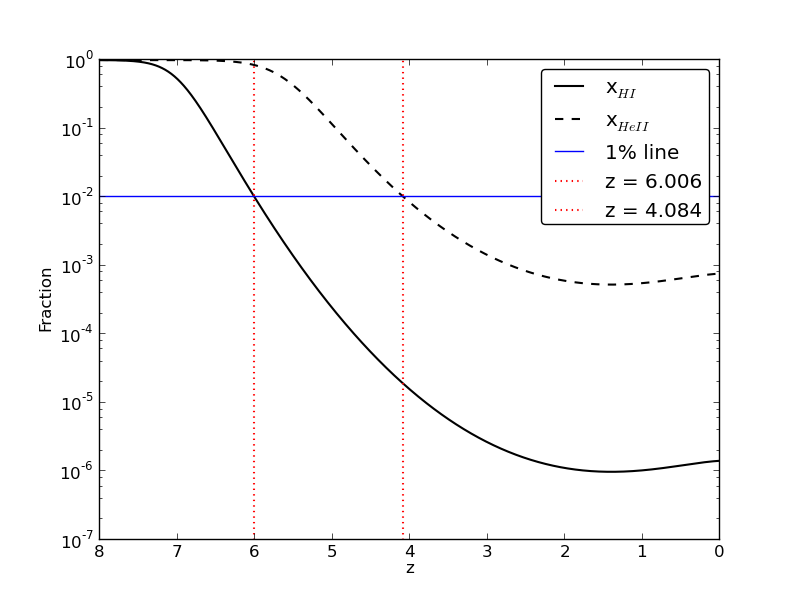 10^0
10^-1
10^-2
10^-3
10^-4
10^-5
10^-6
10^-7
Fraction
x_HI
x_HeII
1% line
z = 6.006
z = 4.084
8 7 6 5 4 3 2 1 0
z